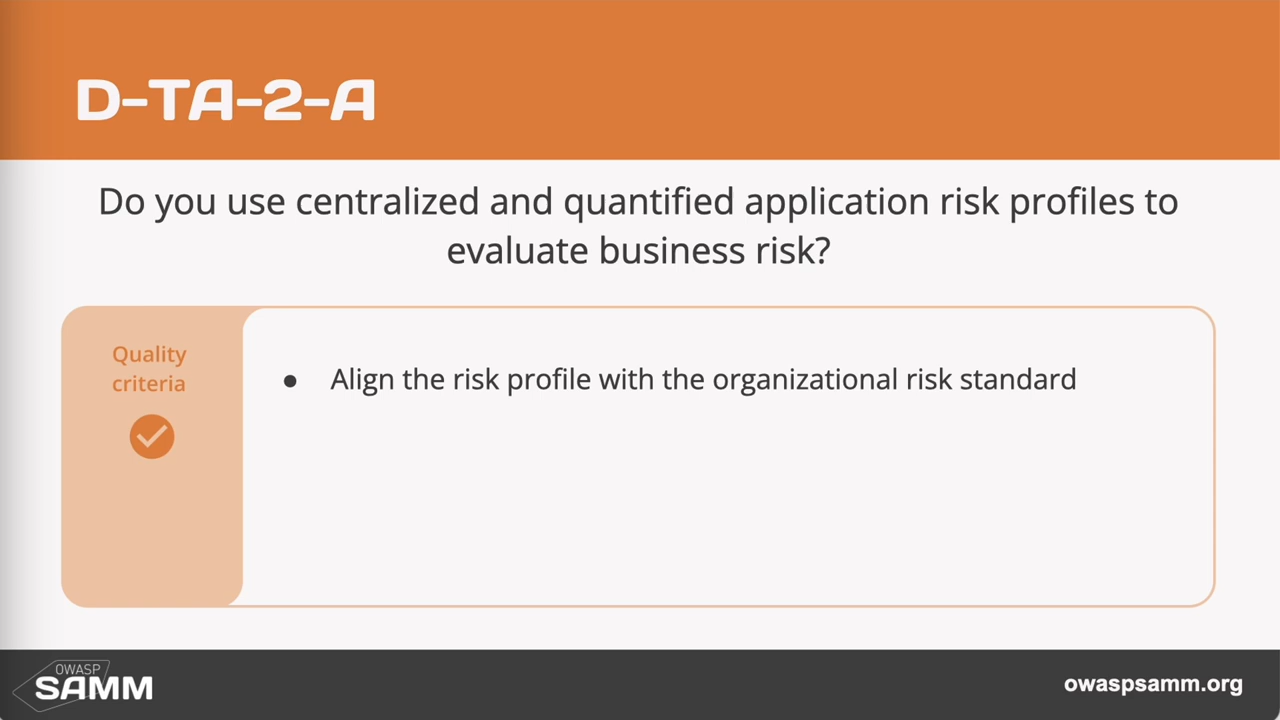 D-TA-2-A
Do you use centralized and quantified application risk profiles to
evaluate business risk?
Quality
criteria
● Align the risk profile with the organizational risk standard
OWASP
SAMM
owaspsamm.org